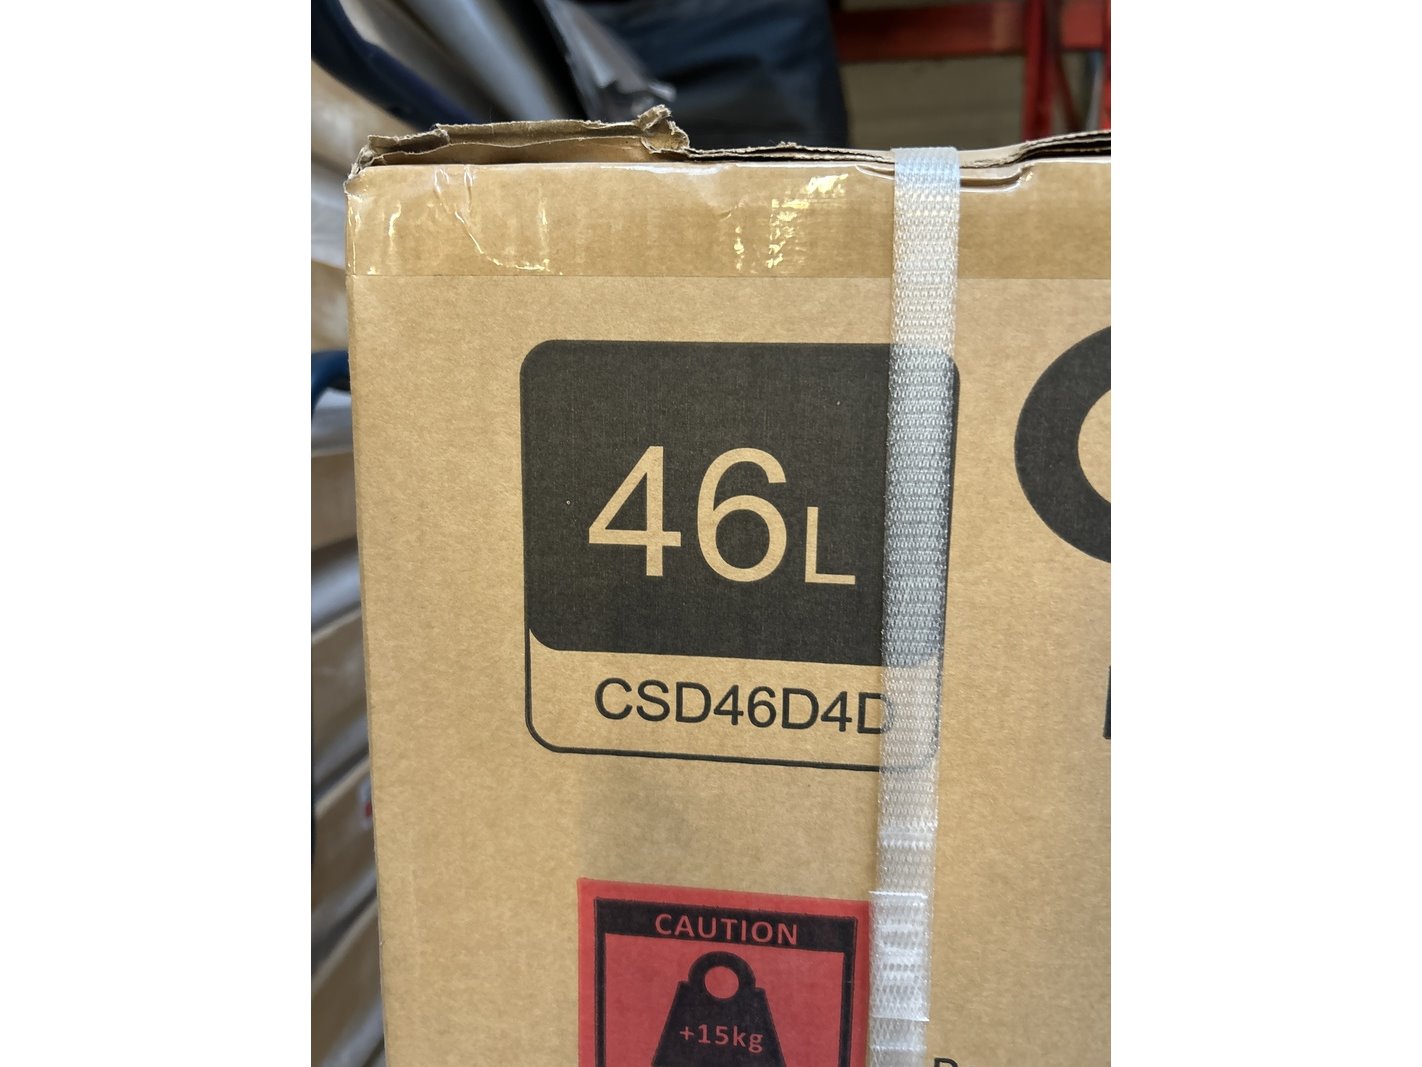 46L
CSD46D4D
CAUTION
+15kg